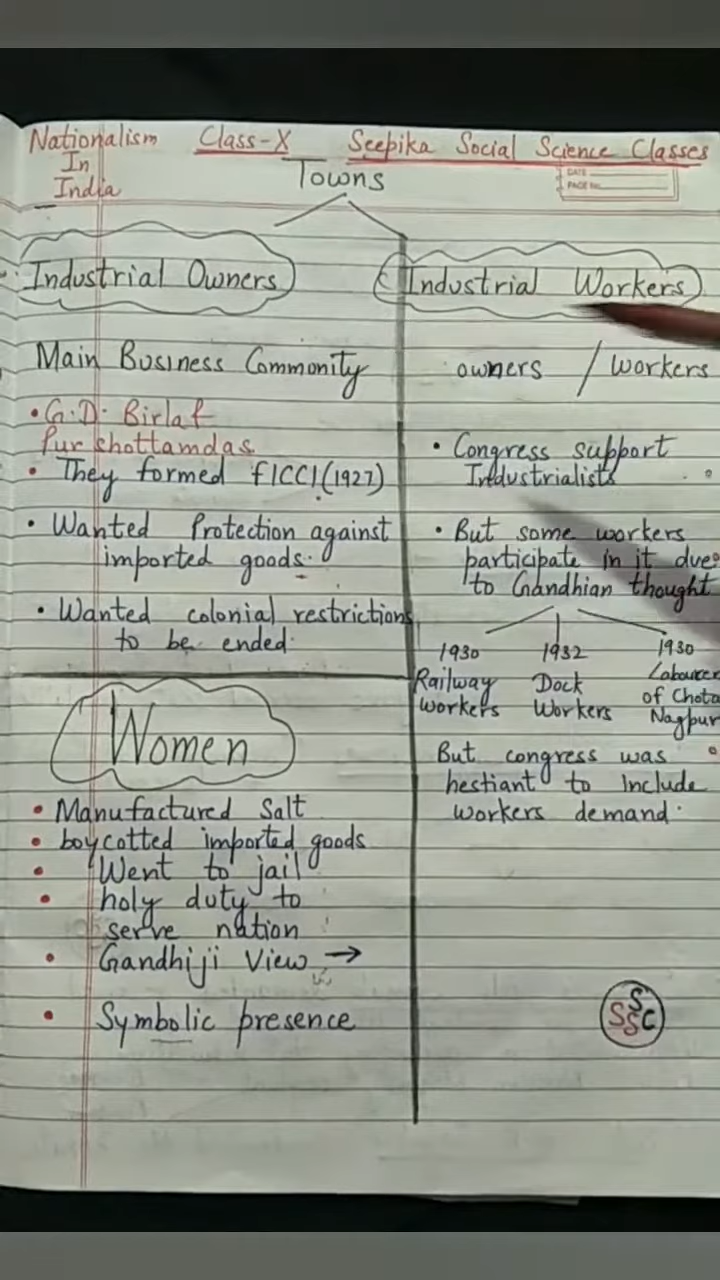 Nationalism Class-X Seepika Social Science Classes
In
India
Towns
DATE
PAGE No.
Industrial Owners
Main Business Commonity
• G.D. Birla &
Purshottamdas
• They formed FICCI (1927)
• Wanted Protection against
imported goods.
• Wanted colonial restrictions
to be ended.
Industrial Workers
owners / workers
• Congress support
Industrialists
• But some workers
participate in it due
to Gandhian thought
1930 1932 1930
Railway Dock Labourer
workers Workers of Chota
Nagpur
But congress was
hestiant to include
workers demand.
Women
• Manufactured Salt
• boycotted imported goods
• Went to jail
• holy duty to
serve nation
• Gandhiji View →
• Symbolic presence
SSSC